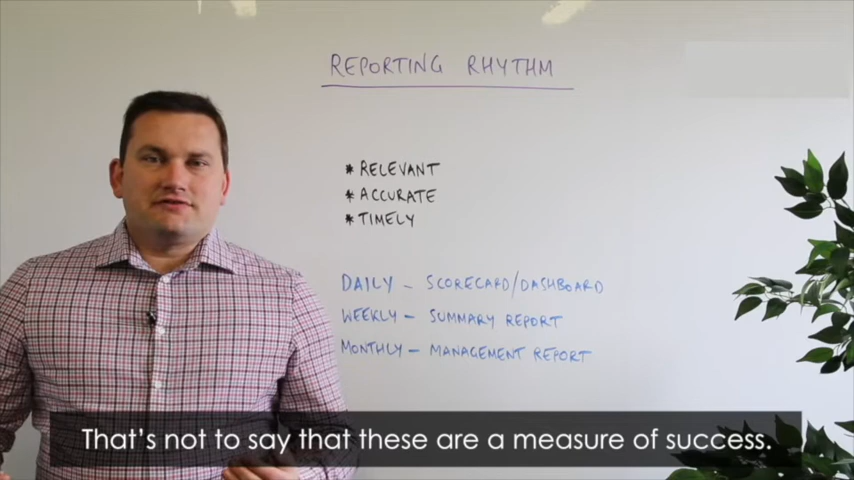 REPORTING RHYTHM
* RELEVANT
* ACCURATE
* TIMELY
DAILY – SCORECARD/DASHBOARD
WEEKLY – SUMMARY REPORT
MONTHLY – MANAGEMENT REPORT
That's not to say that these are a measure of success.